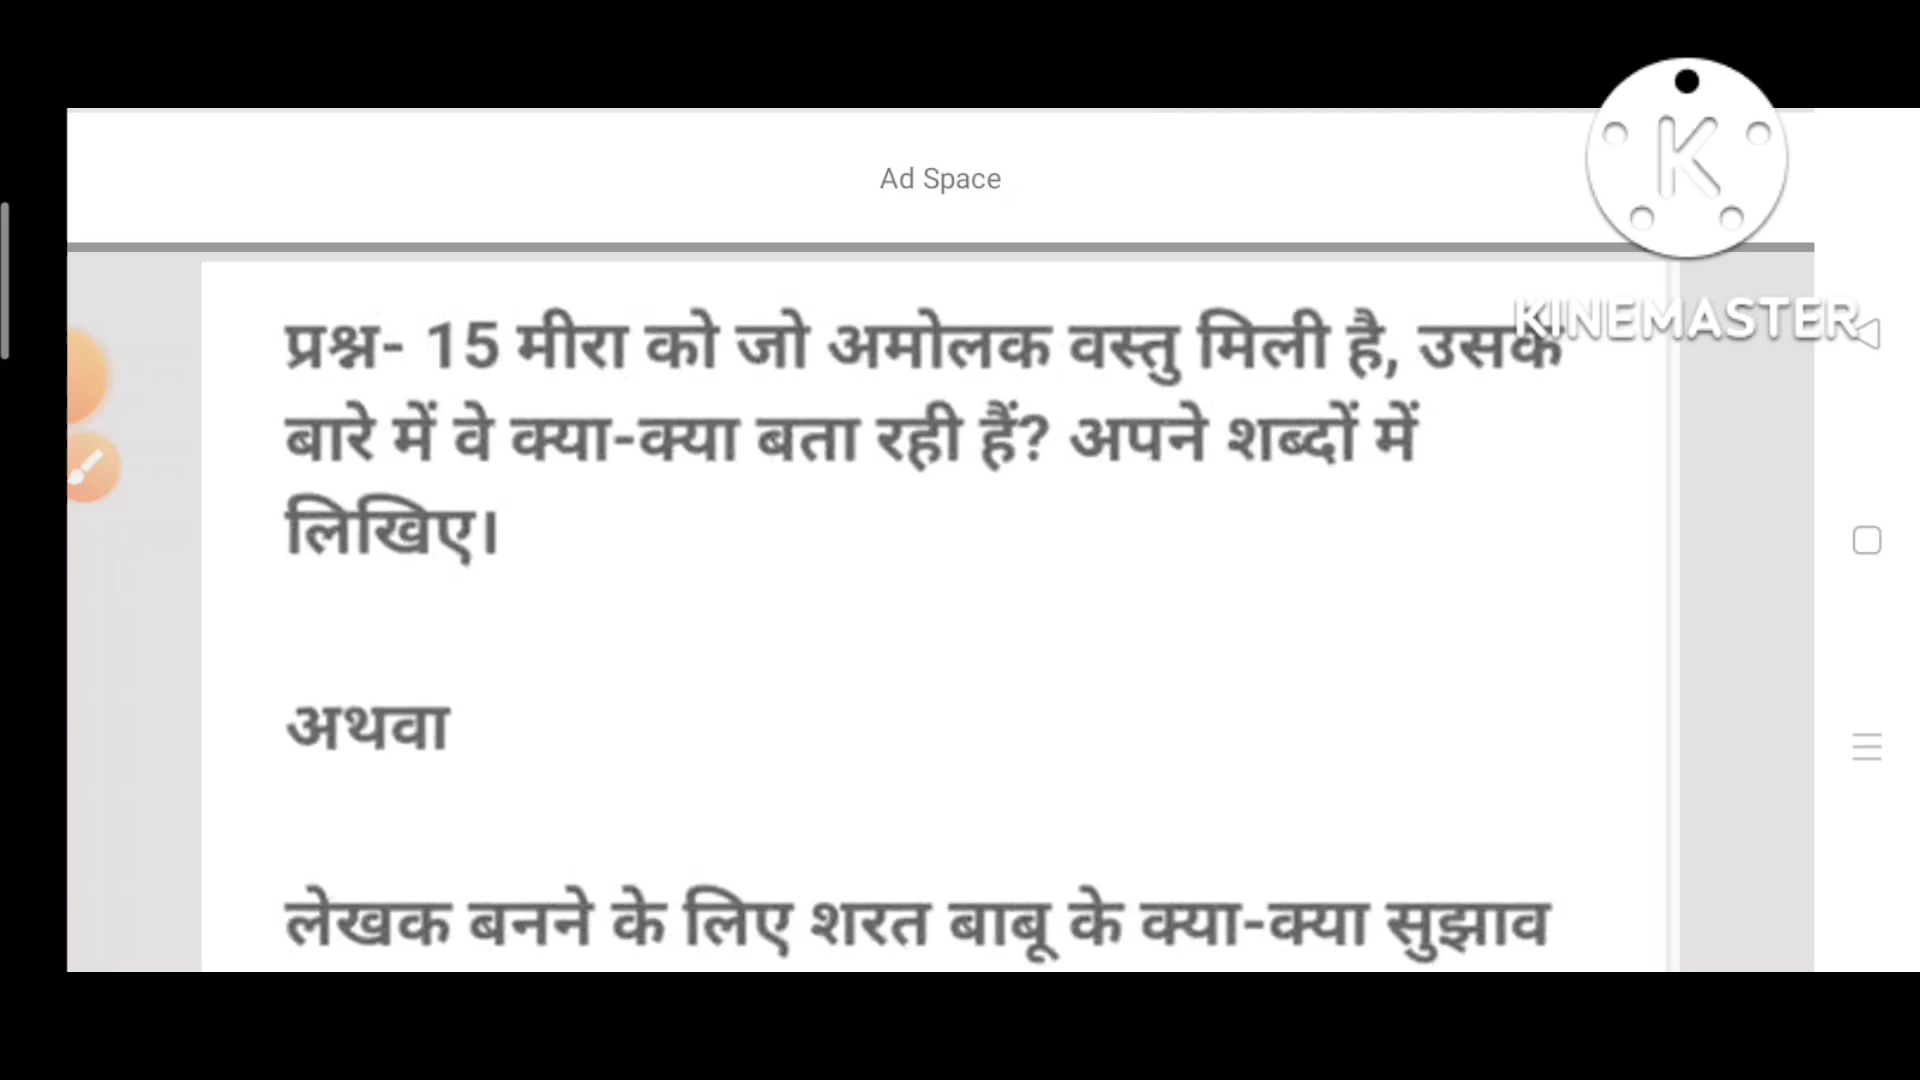 Ad Space
KINEMASTER
प्रश्न- 15 मीरा को जो अमोलक वस्तु मिली है, उसके
बारे में वे क्या-क्या बता रही हैं? अपने शब्दों में
लिखिए।
अथवा
लेखक बनने के लिए शरत बाबू के क्या-क्या सुझाव